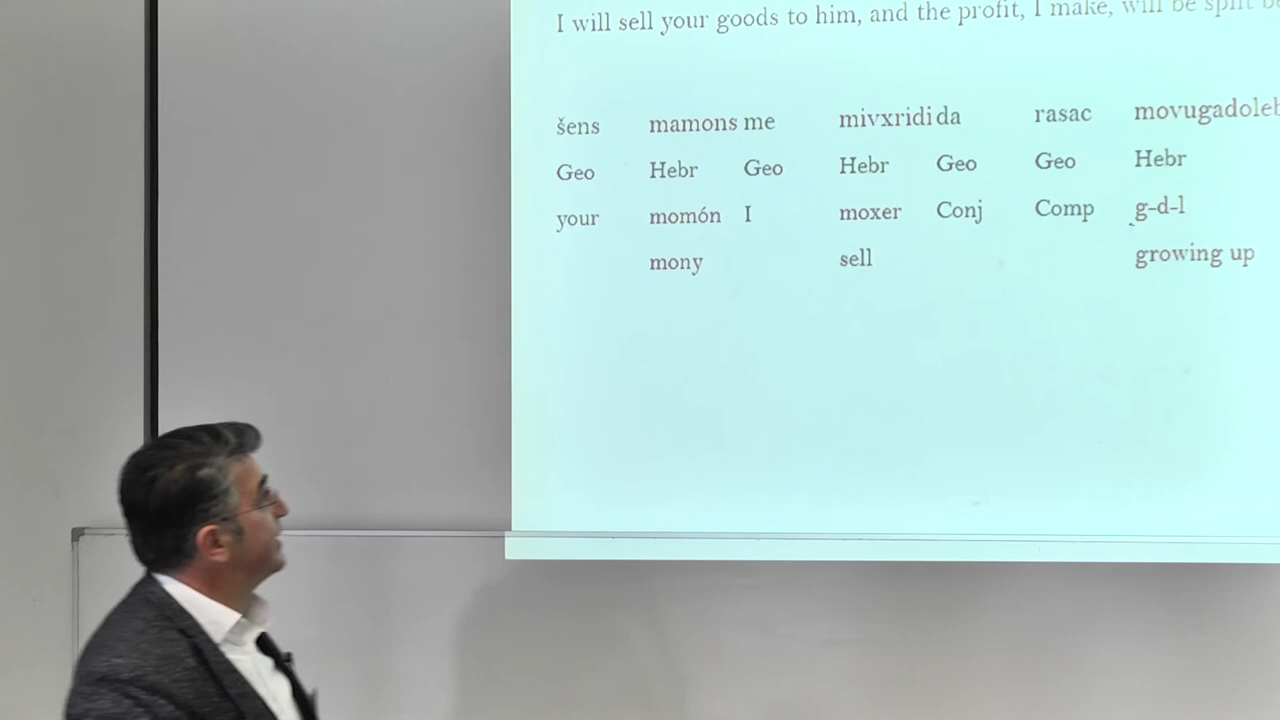 I will sell your goods to him, and the profit, I make, will be split
šens mamons me mivxridi da rasac
Geo Hebr Geo Hebr Geo Geo Hebr
your momón I moxer Conj Comp g-d-l
mony sell growing up